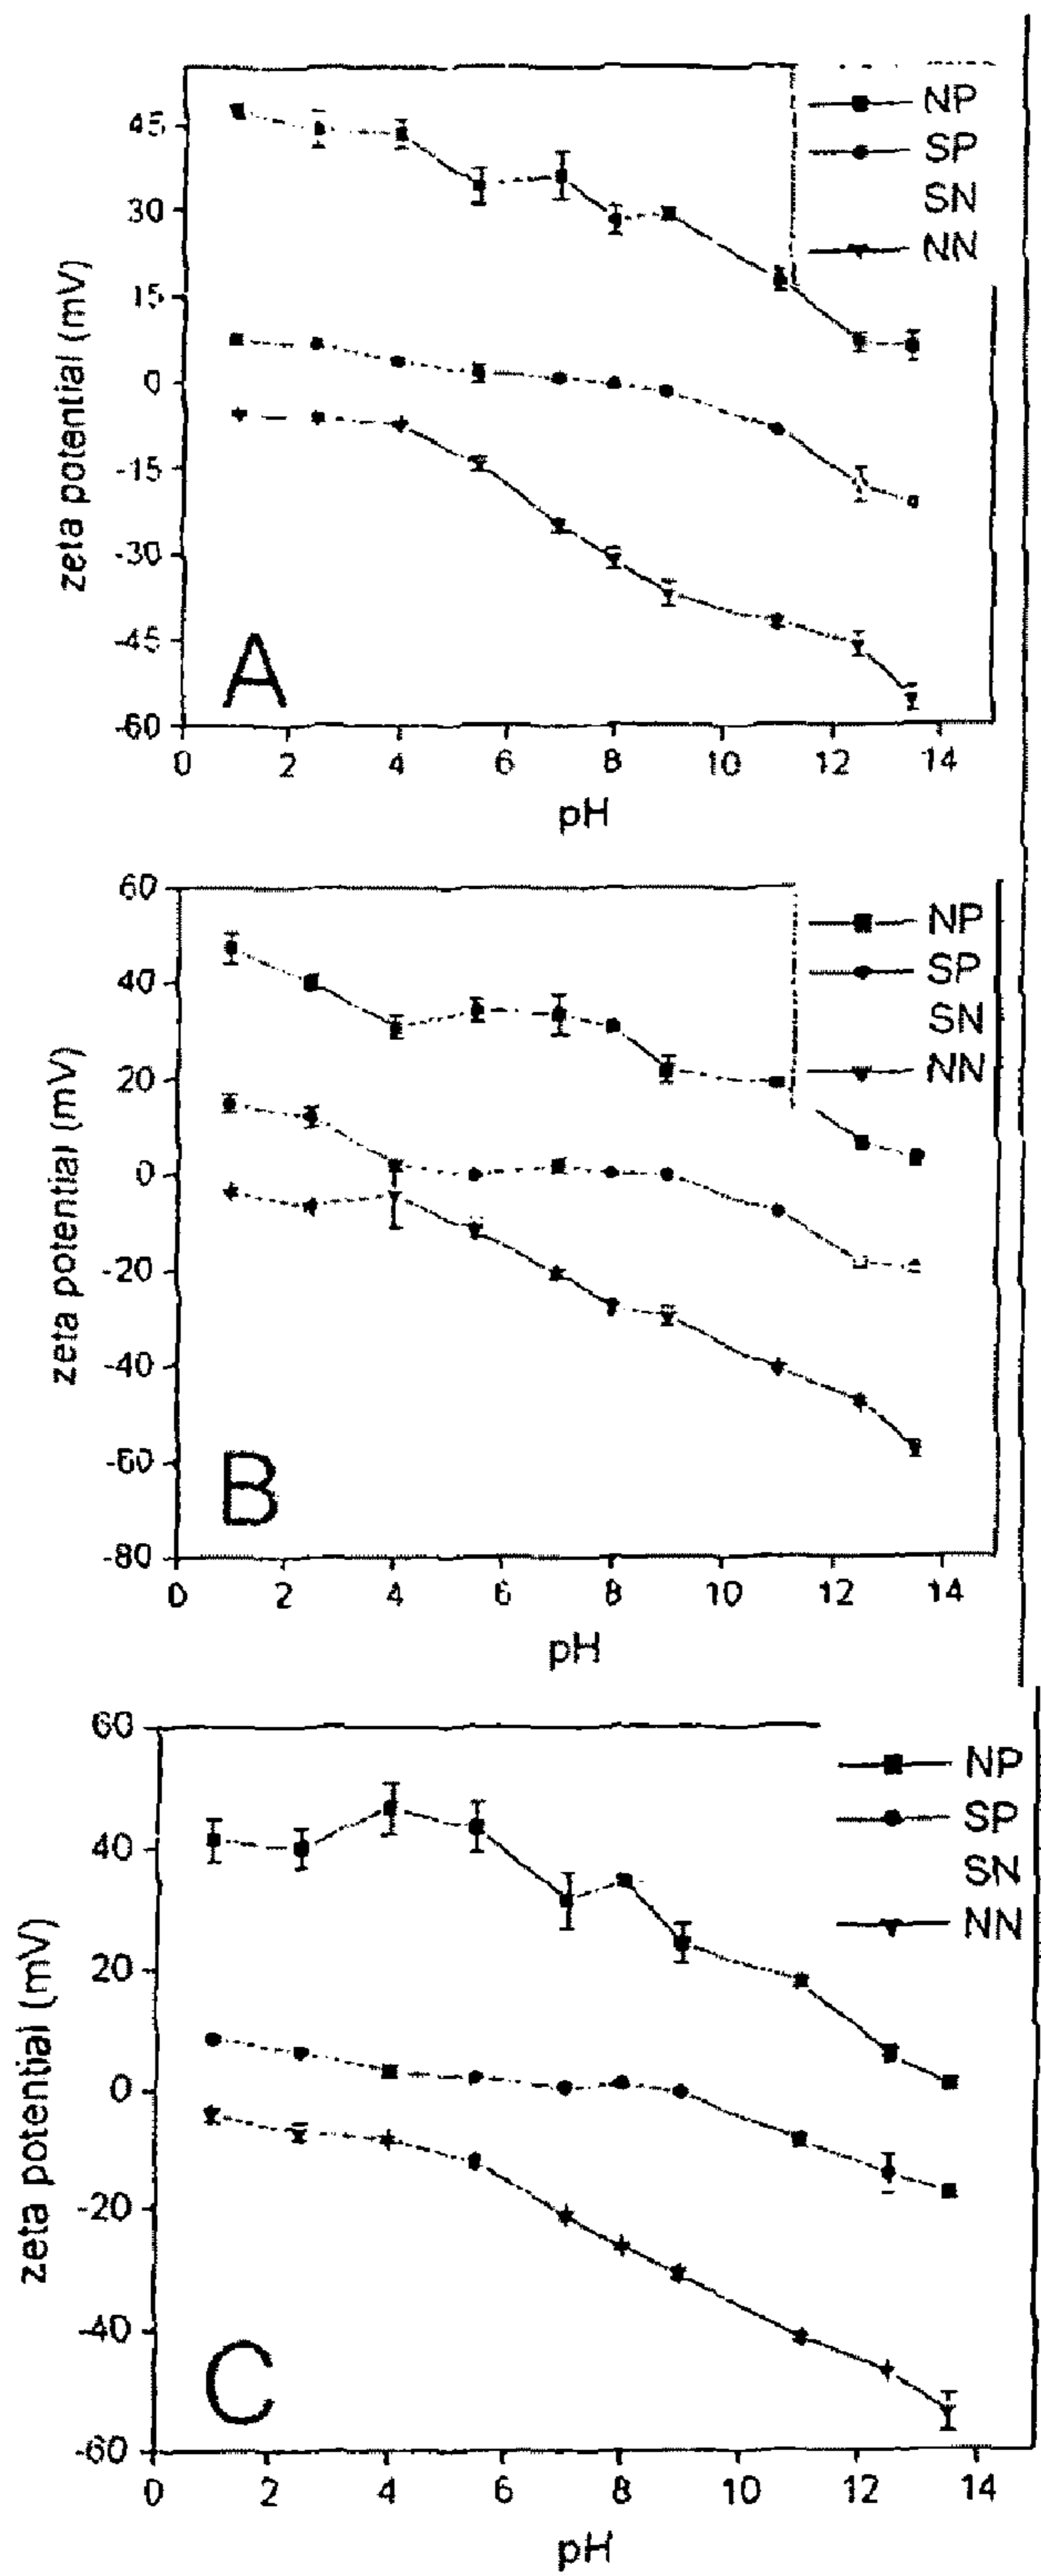 45
30
15
0
-15
-30
-45
-60
zeta potential (mV)
NP
SP
SN
NN
A
0 2 4 6 8 10 12 14
pH
60
40
20
0
-20
-40
-60
-80
zeta potential (mV)
NP
SP
SN
NN
B
0 2 4 6 8 10 12 14
pH
60
40
20
0
-20
-40
-60
zeta potential (mV)
NP
SP
SN
NN
C
0 2 4 6 8 10 12 14
pH